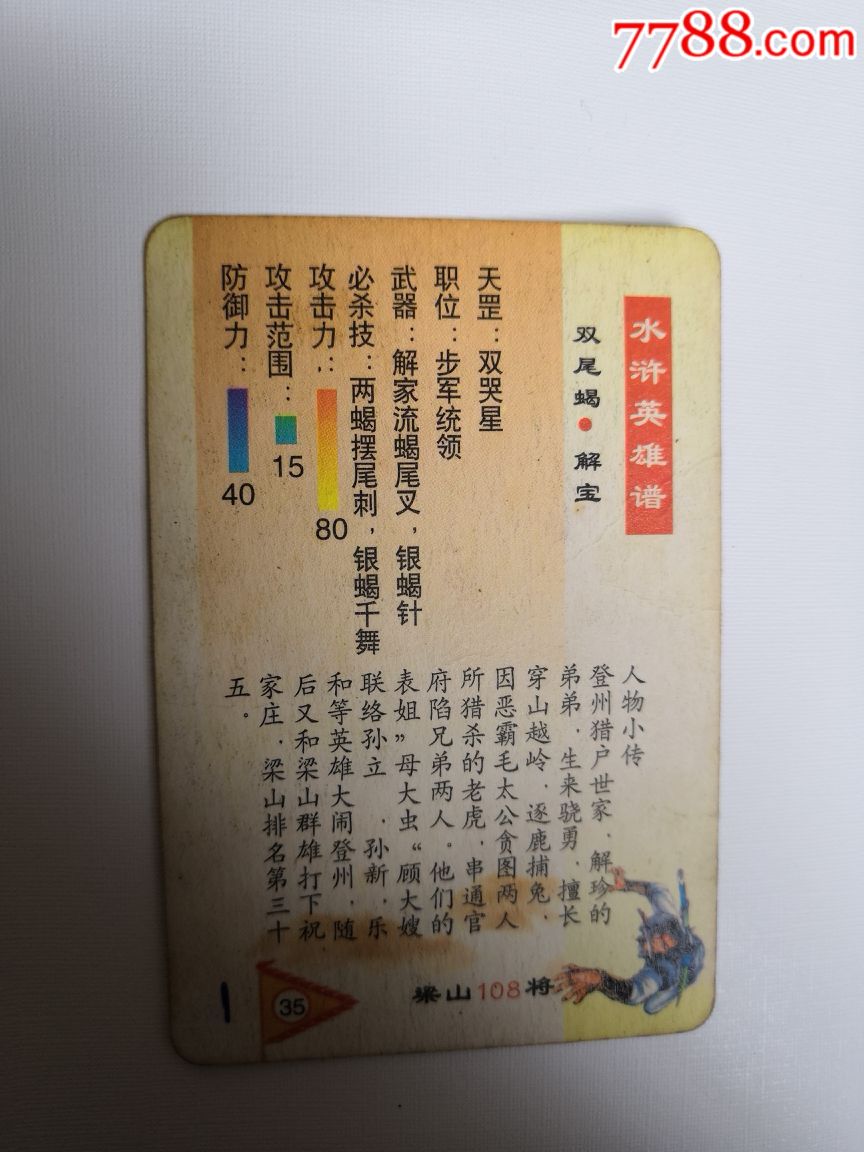 7788.com
水浒英雄谱
双尾蝎•解宝
天罡：双哭星
职位：步军统领
武器：解家流蝎尾叉，银蝎针
必杀技：两蝎摆尾刺，银蝎千舞
攻击力：80
攻击范围：15
防御力：40
人物小传
登州猎户世家，解珍的
弟弟，生来骁勇，擅长
穿山越岭，逐鹿捕兔，
因恶霸毛太公贪图两人
所猎杀的老虎，串通官
府陷兄弟两人。他们的
表姐”母大虫“顾大嫂
联络孙立，孙新，乐
和等英雄大闹登州，随
后又和梁山群雄打下祝
家庄，梁山排名第三十
五。
梁山108将
35